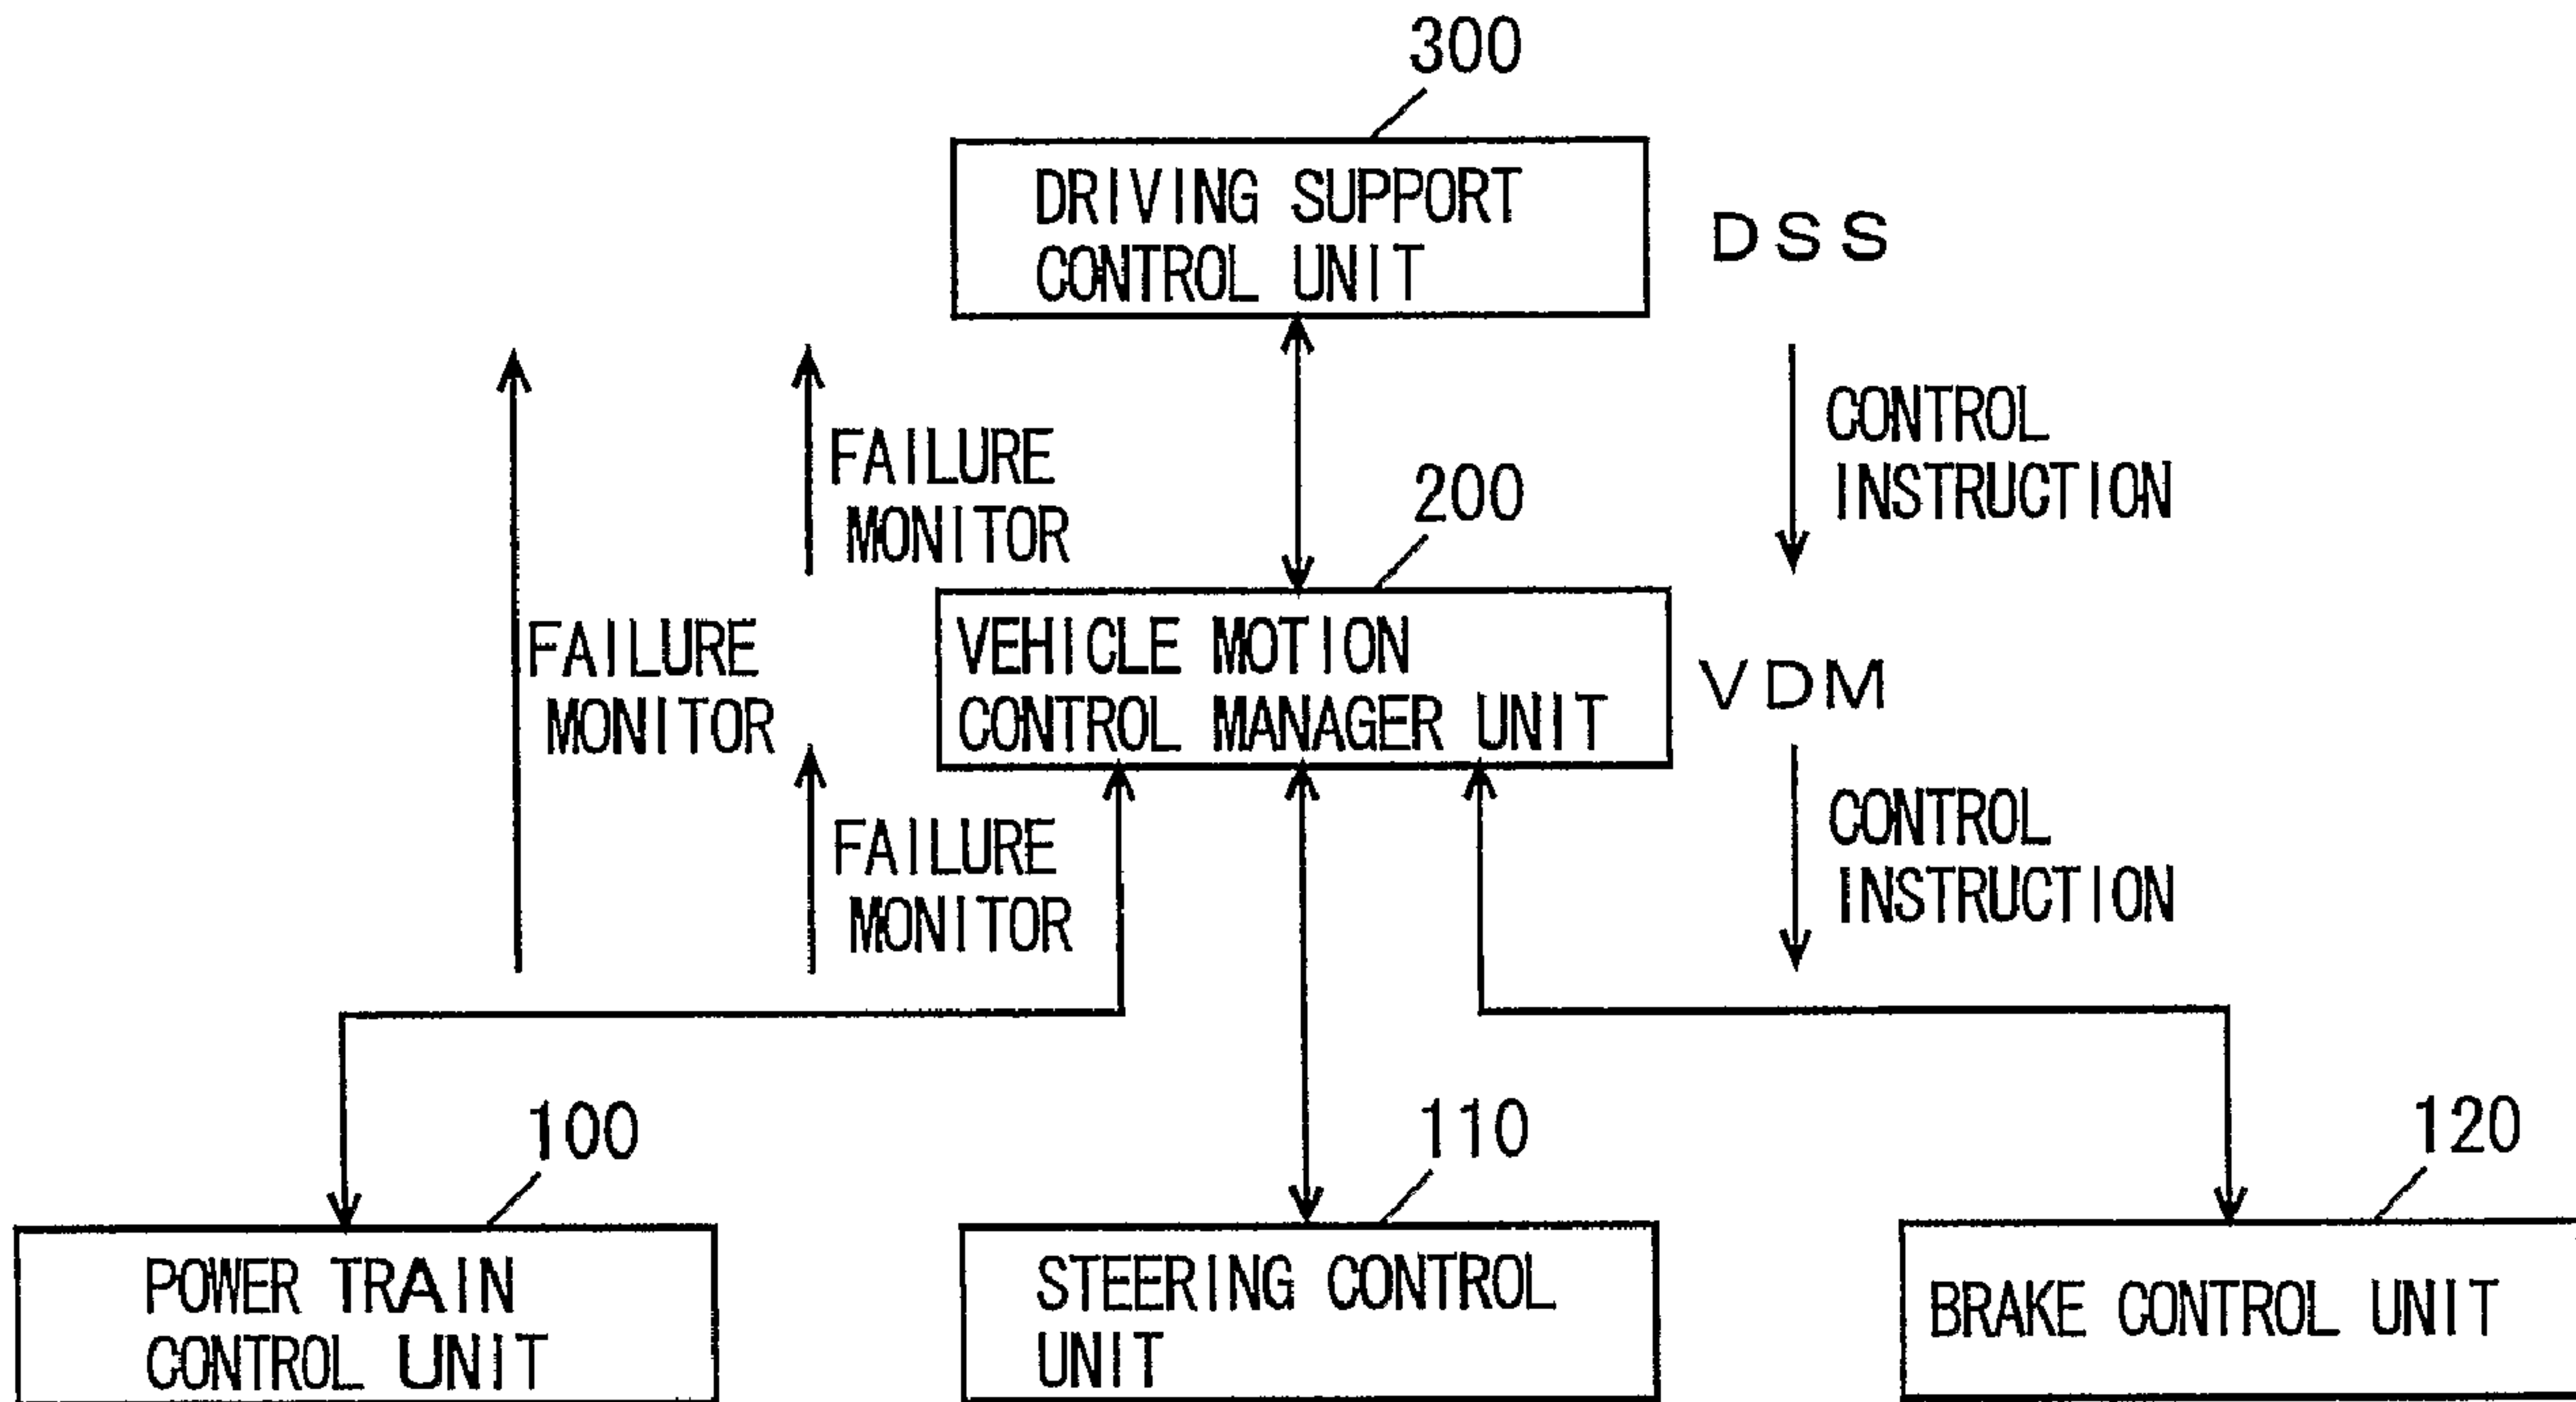 300
DRIVING SUPPORT
CONTROL UNIT
DSS
CONTROL
INSTRUCTION
FAILURE
MONITOR
200
FAILURE
MONITOR
VEHICLE MOTION
CONTROL MANAGER UNIT
VDM
CONTROL
INSTRUCTION
FAILURE
MONITOR
100
110
120
POWER TRAIN
CONTROL UNIT
STEERING CONTROL
UNIT
BRAKE CONTROL UNIT